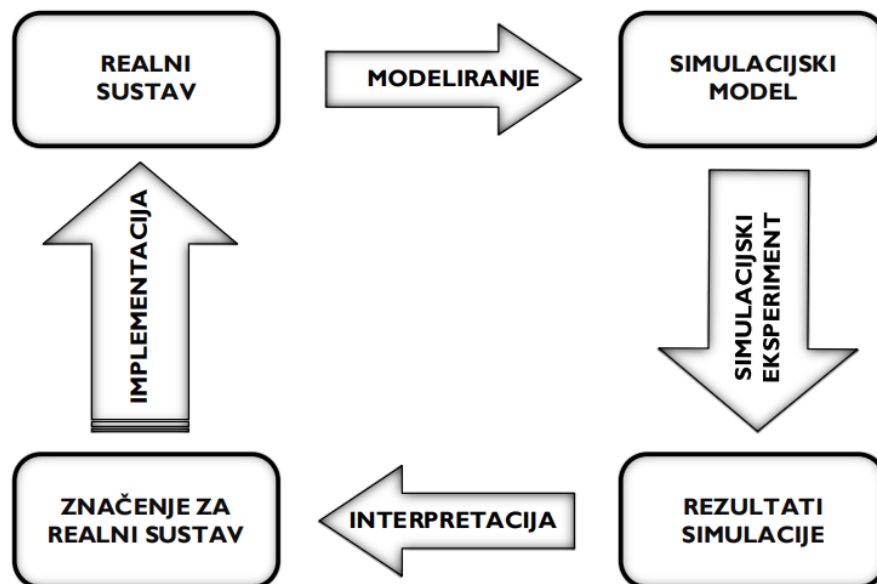 REALNI
SUSTAV
MODELIRANJE
SIMULACIJSKI
MODEL
IMPLEMENTACIJA
SIMULACIJSKI
EKSPERIMENT
ZNAČENJE ZA
REALNI SUSTAV
INTERPRETACIJA
REZULTATI
SIMULACIJE